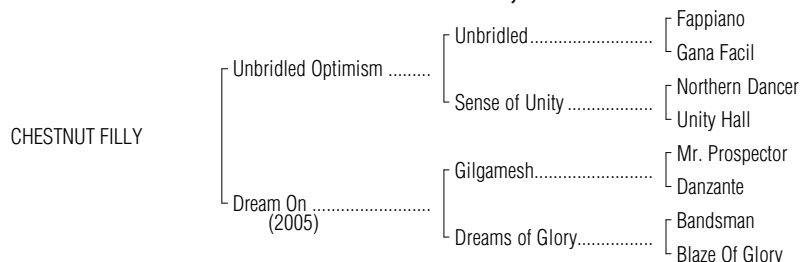 Fappiano
Unbridled..............................
Gana Facil
Unbridled Optimism .........
Northern Dancer
Sense of Unity ..................
Unity Hall
CHESTNUT FILLY
Mr. Prospector
Gilgamesh.............................
Danzante
Dream On .........................
(2005)
Bandsman
Dreams of Glory................
Blaze Of Glory